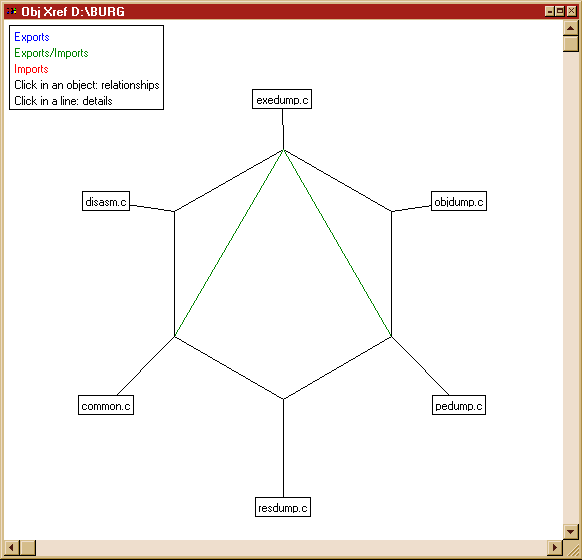 Obj Xref D:\BURG
Exports
Exports/Imports
Imports
Click in an object: relationships
Click in a line: details
exedump.c
disasm.c
objdump.c
common.c
pedump.c
resdump.c